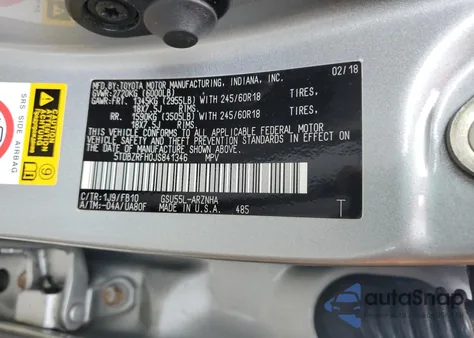 MFD.BY:TOYOTA MOTOR MANUFACTURING, INDIANA, INC. 02/18
GVWR:2720KG (6000LB)
GAWR:FRT. 1345KG (2955LB) WITH 245/60R18 TIRES,
18X7.5J RIMS
RR. 1590KG (3505LB) WITH 245/60R18 TIRES,
18X7.5J RIMS
THIS VEHICLE CONFORMS TO ALL APPLICABLE FEDERAL MOTOR VEHICLE
SAFETY AND THEFT PREVENTION STANDARDS IN EFFECT ON THE DATE OF
MANUFACTURE SHOWN ABOVE.
5TDBZRFH0JS841346 MPV
C/TR:1J9/FB10 GSU55L-ARZNHA
A/TM:-04A/UA80F MADE IN U.S.A. 485 T
SRS SIDE AIRBAG
autoSnap